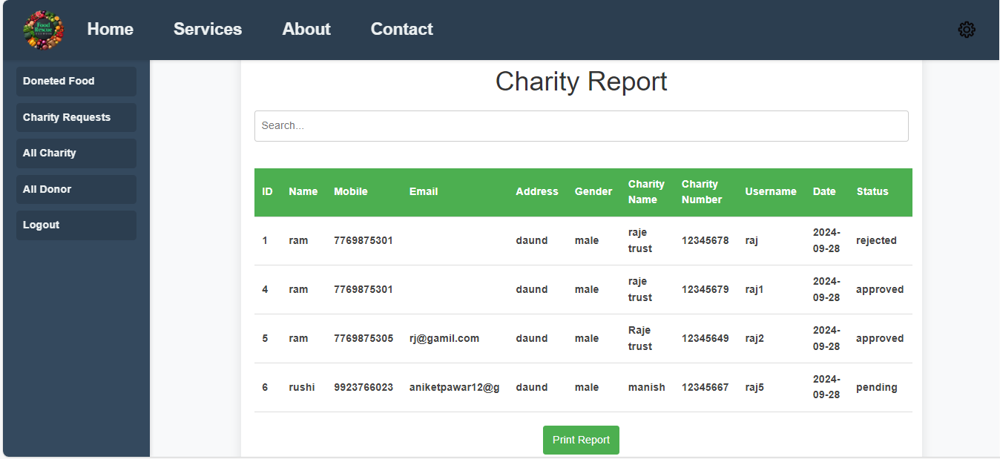 Food
Rescue
Home Services About Contact
Doneted Food
Charity Requests
All Charity
All Donor
Logout
Charity Report
Search...
ID Name Mobile Email Address Gender Charity Name Charity Number Username Date Status
1 ram 7769875301 daund male raje trust 12345678 raj 2024-09-28 rejected
4 ram 7769875301 daund male raje trust 12345679 raj1 2024-09-28 approved
5 ram 7769875305 rj@gamil.com daund male Raje trust 12345649 raj2 2024-09-28 approved
6 rushi 9923766023 aniketpawar12@g daund male manish 12345667 raj5 2024-09-28 pending
Print Report